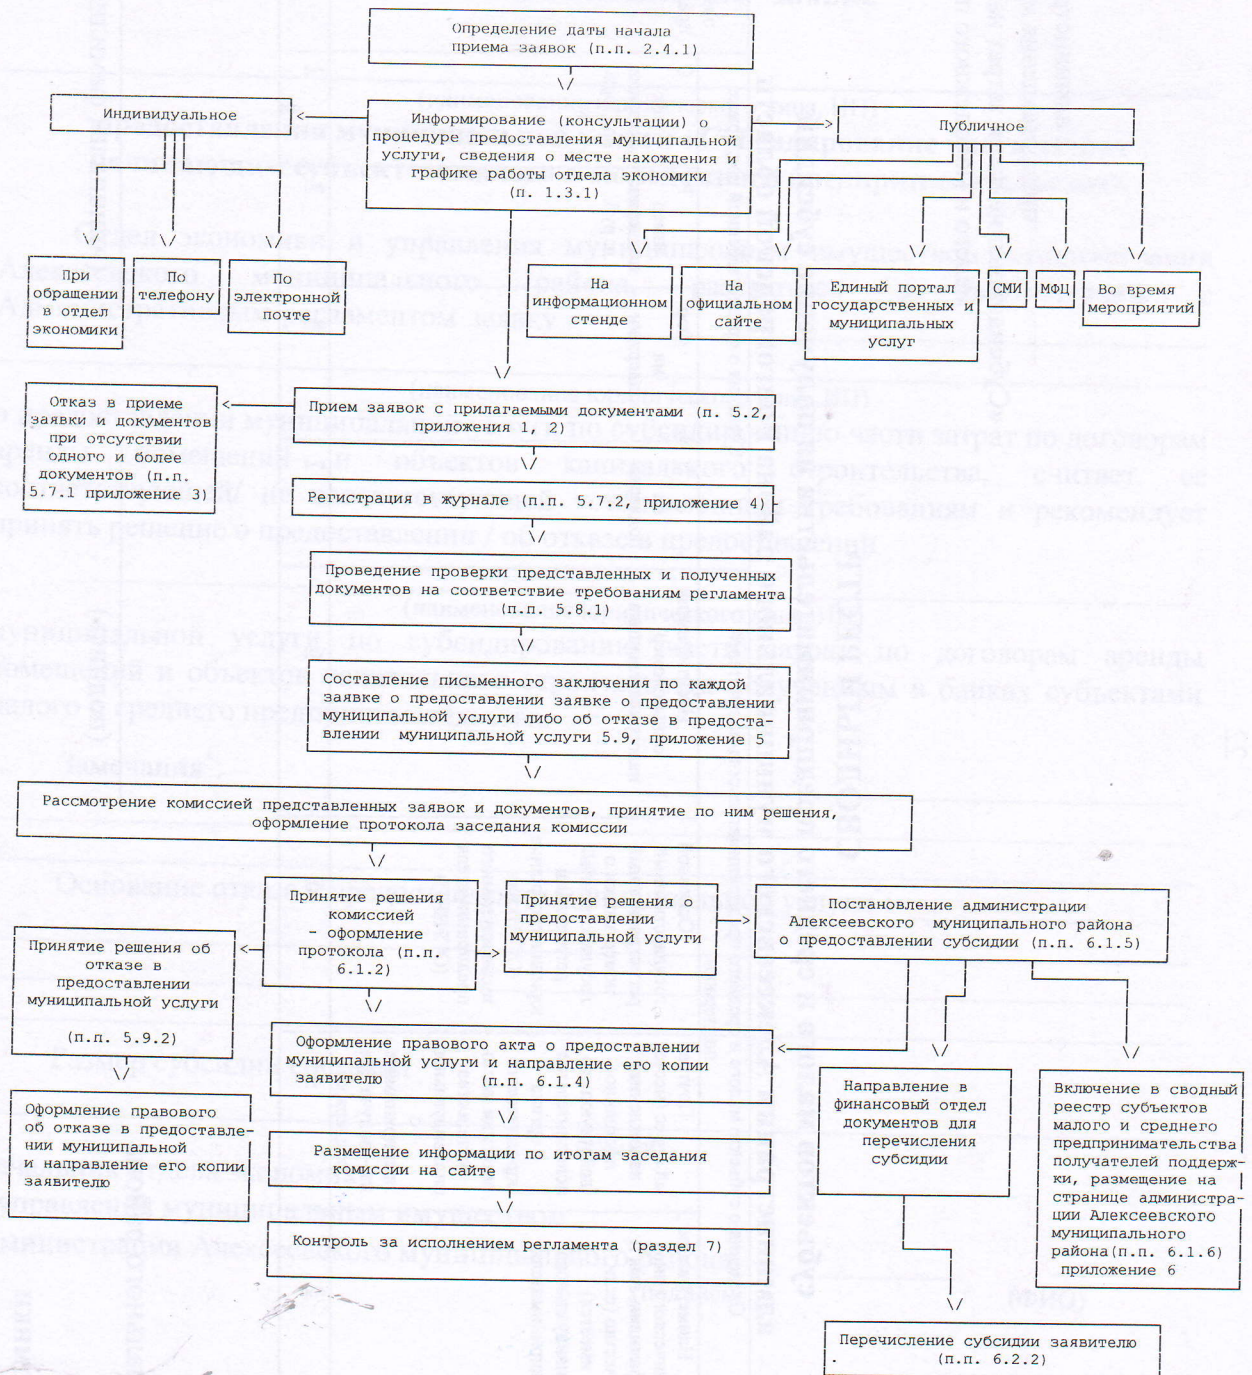 Определение даты начала
приема заявок (п.п. 2.4.1)
Индивидуальное
Информирование (консультации) о
процедуре предоставления муниципальной
услуги, сведения о месте нахождения и
графике работы отдела экономики
(п. 1.3.1)
Публичное
При
обращении
в отдел
экономики
По
телефону
По
электронной
почте
На
информационном
стенде
На
официальном
сайте
Единый портал
государственных и
муниципальных
услуг
СМИ
МФЦ
Во время
мероприятий
Отказ в приеме
заявки и документов
при отсутствии
одного и более
документов (п.п.
5.7.1 приложение 3)
Прием заявок с прилагаемыми документами (п. 5.2,
приложения 1, 2)
Регистрация в журнале (п.п. 5.7.2, приложение 4)
Проведение проверки представленных и полученных
документов на соответствие требованиям регламента
(п.п. 5.8.1)
Составление письменного заключения по каждой
заявке о предоставлении заявке о предоставлении
муниципальной услуги либо об отказе в предоста-
влении муниципальной услуги 5.9, приложение 5
Рассмотрение комиссией представленных заявок и документов, принятие по ним решения,
оформление протокола заседания комиссии
Принятие решения об
отказе в
предоставлении
муниципальной услуги
(п.п. 5.9.2)
Принятие решения
комиссией
- оформление
протокола (п.п.
6.1.2)
Принятие решения о
предоставлении
муниципальной услуги
Постановление администрации
Алексеевского муниципального района
о предоставлении субсидии (п.п. 6.1.5)
Оформление правового акта о предоставлении
муниципальной услуги и направление его копии
заявителю (п.п. 6.1.4)
Оформление правового
об отказе в предоставле-
нии муниципальной
и направление его копии
заявителю
Размещение информации по итогам заседания
комиссии на сайте
Контроль за исполнением регламента (раздел 7)
Направление в
финансовый отдел
документов для
перечисления
субсидии
Включение в сводный
реестр субъектов
малого и среднего
предпринимательства
получателей поддерж-
ки, размещение на
странице администра-
ции Алексеевского
муниципального
района(п.п. 6.1.6)
приложение 6
Перечисление субсидии заявителю
(п.п. 6.2.2)